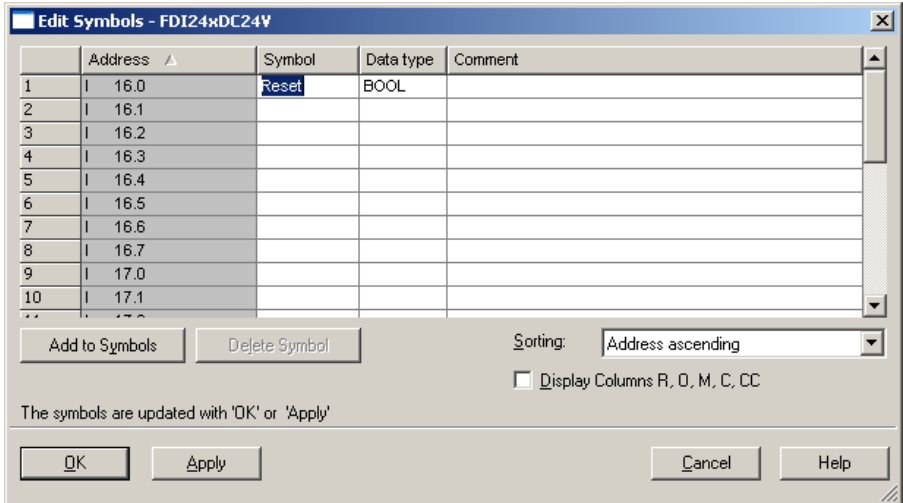 Edit Symbols - FDI24xDC24V
Address Symbol Data type Comment
1 I 16.0 Reset BOOL
2 I 16.1
3 I 16.2
4 I 16.3
5 I 16.4
6 I 16.5
7 I 16.6
8 I 16.7
9 I 17.0
10 I 17.1
Add to Symbols Delete Symbol Sorting: Address ascending
Display Columns R, O, M, C, CC
The symbols are updated with 'OK' or 'Apply'
OK Apply Cancel Help